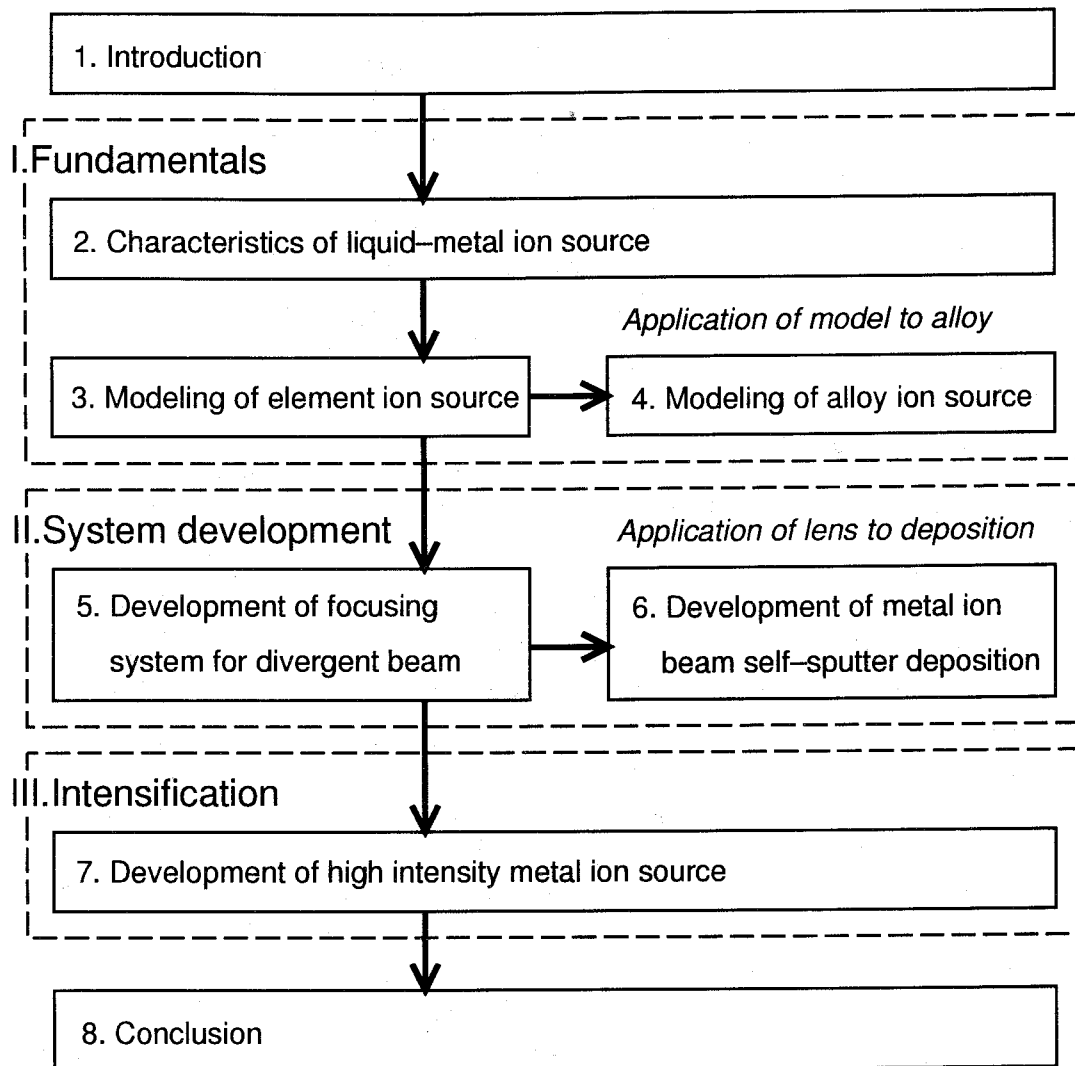 1. Introduction
I.Fundamentals
2. Characteristics of liquid–metal ion source
Application of model to alloy
3. Modeling of element ion source
4. Modeling of alloy ion source
II.System development
Application of lens to deposition
5. Development of focusing
system for divergent beam
6. Development of metal ion
beam self–sputter deposition
III.Intensification
7. Development of high intensity metal ion source
8. Conclusion